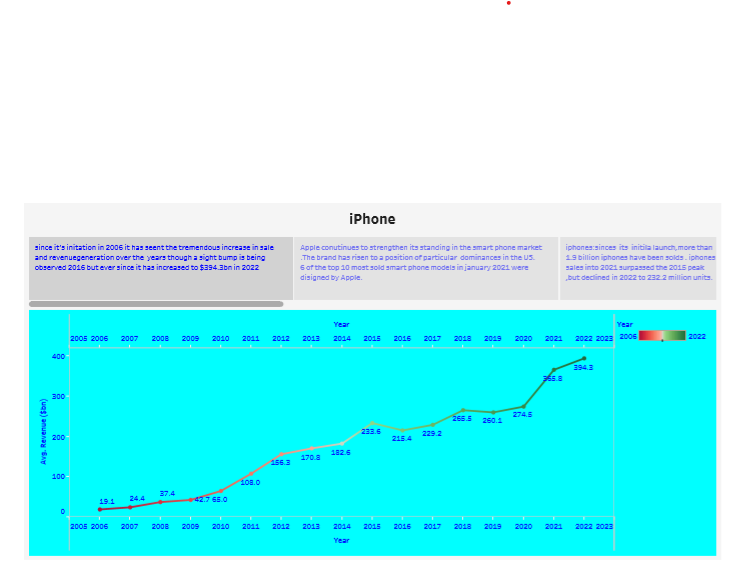 iPhone
since it's initation in 2006 it has seent the tremendous increase in sale
and revenuegeneration over the years though a sight bump is being
observed 2016 but ever since it has increased to $394.3bn in 2022
Apple conutinues to strengthen its standing in the smart phone market
.The brand has risen to a position of particular dominances in the US.
6 of the top 10 most sold smart phone models in january 2021 were
disigned by Apple.
iphones:sinces its initila launch,more than
1.9 billion iphones have been solds . iphones
sales into 2021 surpassed the 2015 peak
,but declined in 2022 to 232.2 million units.
Year
2005 2006 2007 2008 2009 2010 2011 2012 2013 2014 2015 2016 2017 2018 2019 2020 2021 2022 2023
Year
2006 2022
Avg. Revenue ($bn)
400
300
200
100
0
19.1
24.4
37.4
42.7
65.0
108.0
156.3
170.8
182.6
233.6
215.4
229.2
265.5
260.1
274.5
365.8
394.3
2005 2006 2007 2008 2009 2010 2011 2012 2013 2014 2015 2016 2017 2018 2019 2020 2021 2022 2023
Year